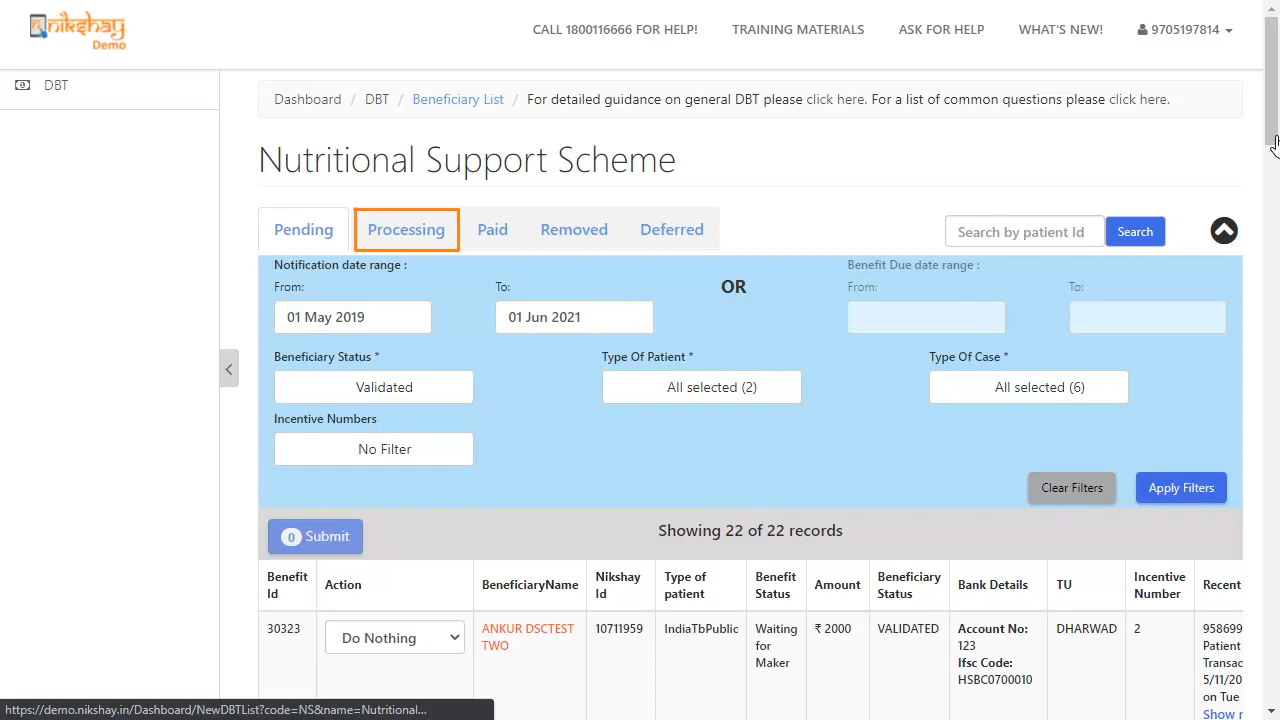 nikshay
Demo
CALL 1800116666 FOR HELP!
TRAINING MATERIALS
ASK FOR HELP
WHAT'S NEW!
9705197814
DBT
Dashboard / DBT / Beneficiary List / For detailed guidance on general DBT please click here. For a list of common questions please click here.
Nutritional Support Scheme
Pending
Processing
Paid
Removed
Deferred
Search by patient Id
Search
Notification date range :
Benefit Due date range :
From:
To:
OR
From:
To:
01 May 2019
01 Jun 2021
Beneficiary Status *
Type Of Patient *
Type Of Case *
Validated
All selected (2)
All selected (6)
Incentive Numbers
No Filter
Clear Filters
Apply Filters
0 Submit
Showing 22 of 22 records
Benefit Id
Action
BeneficiaryName
Nikshay Id
Type of patient
Benefit Status
Amount
Beneficiary Status
Bank Details
TU
Incentive Number
Recent
30323
Do Nothing
ANKUR DSCTEST
TWO
10711959
IndiaTbPublic
Waiting
for
Maker
₹ 2000
VALIDATED
Account No:
123
Ifsc Code:
HSBC0700010
DHARWAD
2
958699
Patient
Transac
5/11/20
on Tue
Show r
https://demo.nikshay.in/Dashboard/NewDBTList?code=NS&name=Nutritional...